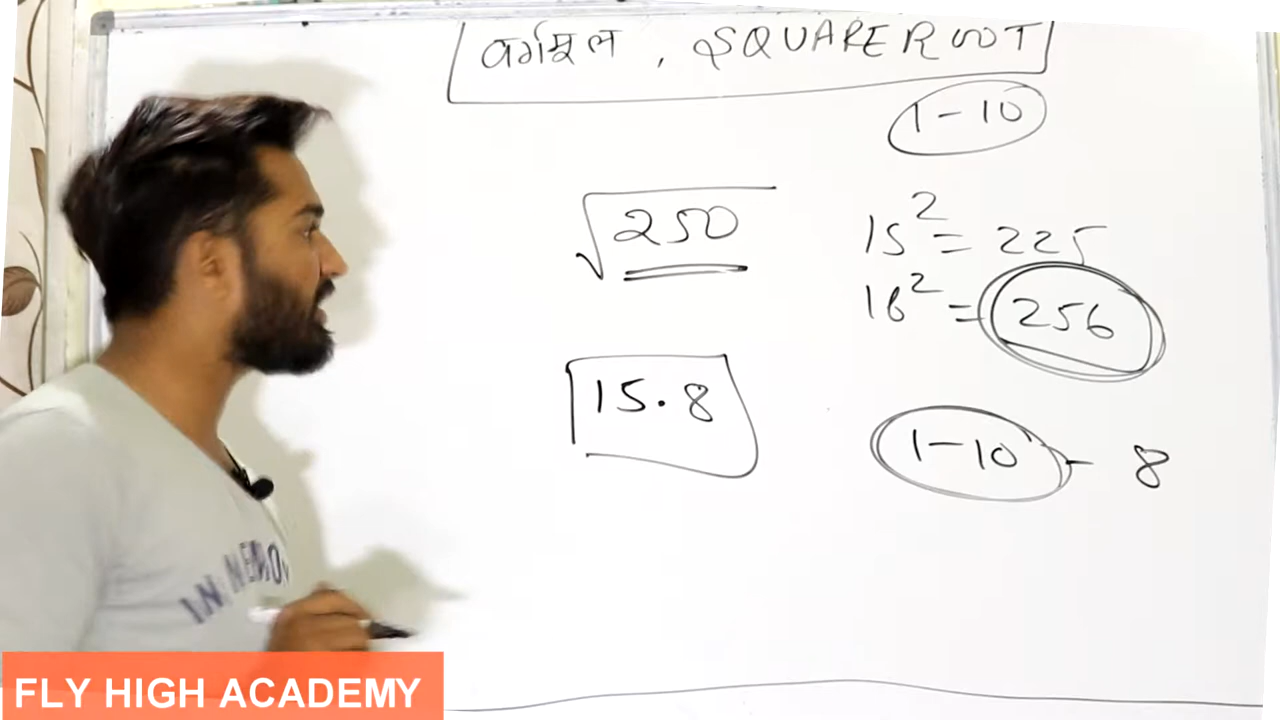 वर्गमूल , SQUARE ROOT
1-10
√250
15² = 225
16² = 256
15.8
1-10 - 8
FLY HIGH ACADEMY